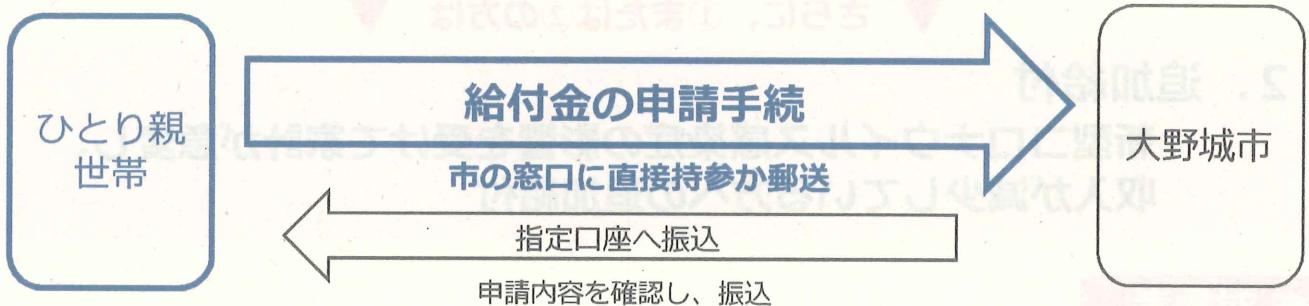 ひとり親
世帯
給付金の申請手続
市の窓口に直接持参か郵送
大野城市
指定口座へ振込
申請内容を確認し、振込